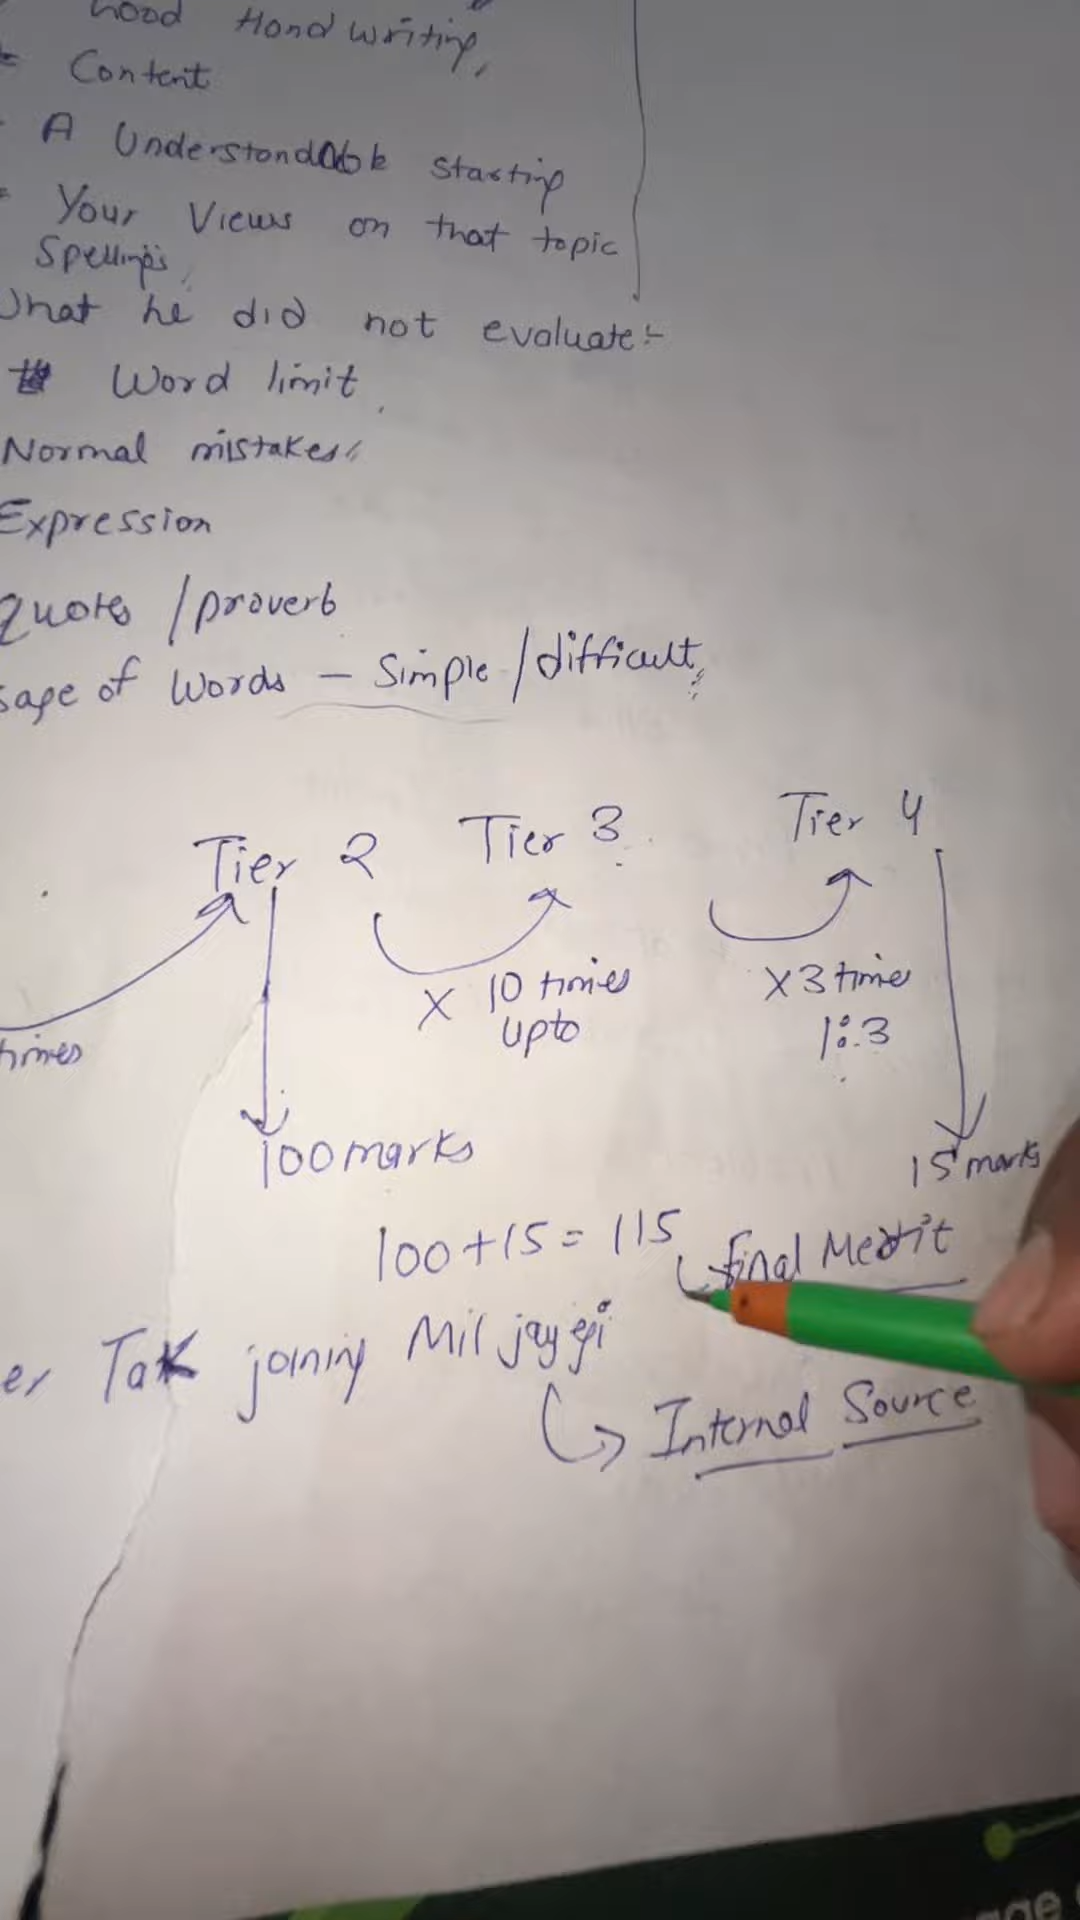 Good Hand writing,
Content
A Understandable starting
Your Views on that topic
Spellings,
What he did not evaluate:-
Word limit,
Normal mistakes,
Expression
quotes / proverb
sage of Words - Simple / difficult,
Tier 2 Tier 3 Tier 4
times
X 10 times
upto
X 3 time
1:3
100 marks
15 marks
100+15=115
final Merit
er Tak joining Mil jaygi
Internal Source